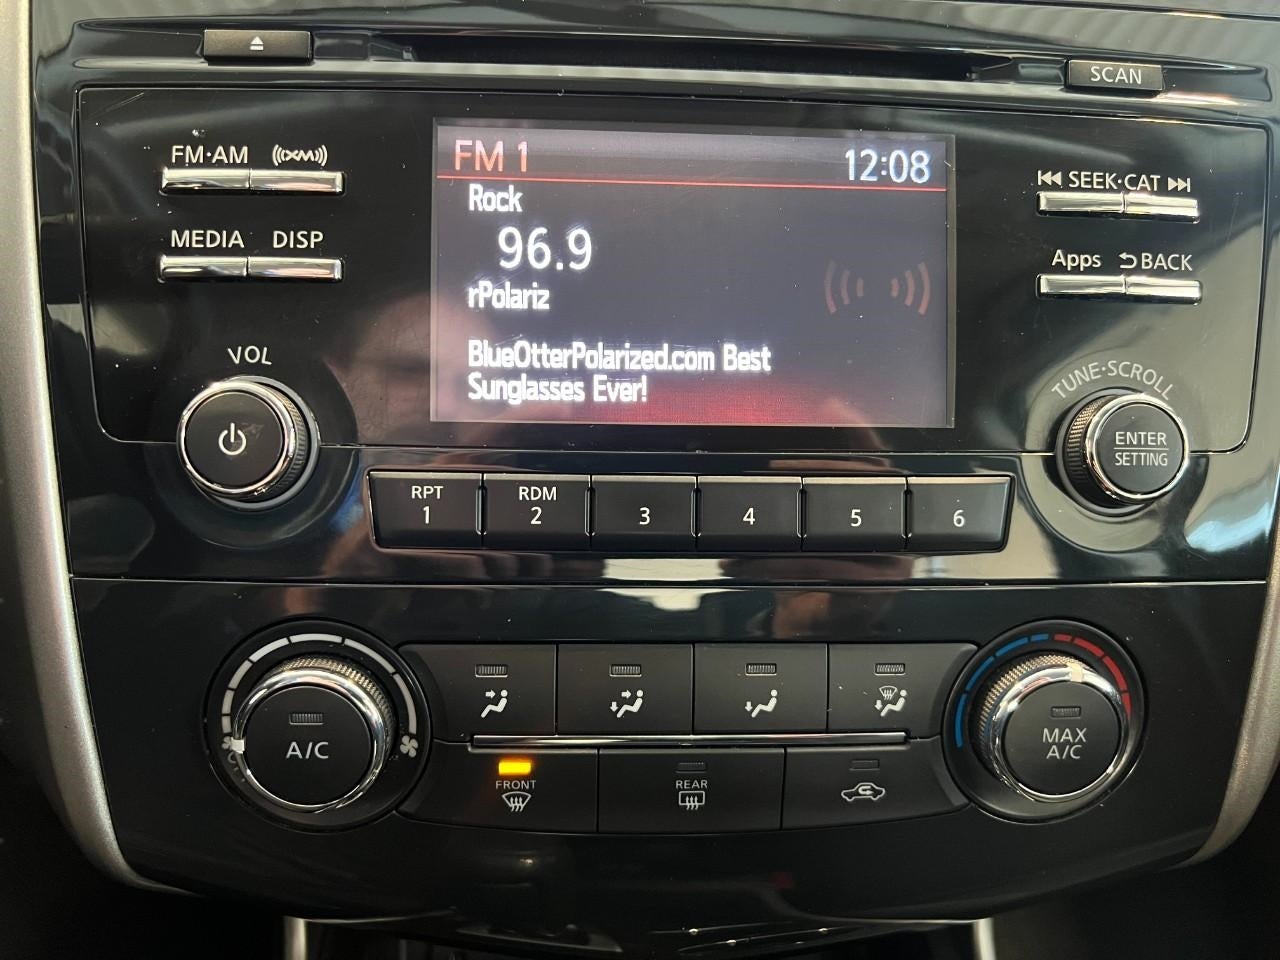 SCAN
FM·AM
XM
FM 1
12:08
Rock
SEEK·CAT
96.9
MEDIA DISP
Apps BACK
rPolariz
BlueOtterPolarized.com Best
Sunglasses Ever!
VOL
TUNE·SCROLL
ENTER
SETTING
RPT
1
RDM
2
3
4
5
6
A/C
MAX
A/C
FRONT
REAR